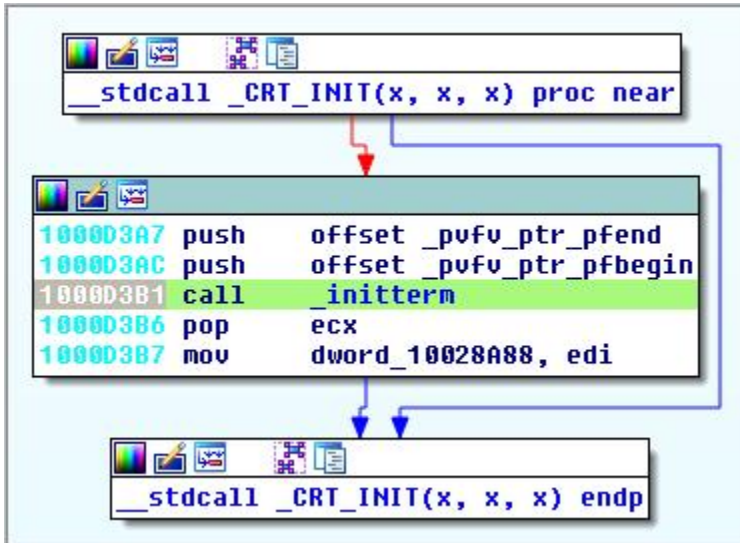 __stdcall _CRT_INIT(x, x, x) proc near
1000D3A7 push offset _pvfv_ptr_pfend
1000D3AC push offset _pvfv_ptr_pfbegin
1000D3B1 call _initterm
1000D3B6 pop ecx
1000D3B7 mov dword_10028A88, edi
__stdcall _CRT_INIT(x, x, x) endp